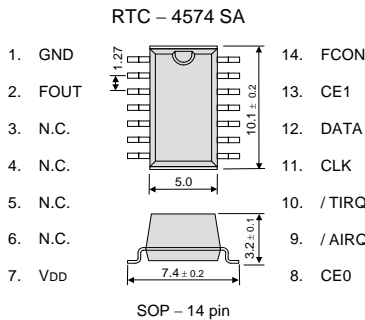 RTC – 4574 SA
1. GND
2. FOUT
3. N.C.
4. N.C.
5. N.C.
6. N.C.
7. VDD
1.27
10.1 ± 0.2
5.0
3.2 ± 0.1
7.4 ± 0.2
14. FCON
13. CE1
12. DATA
11. CLK
10. / TIRQ
9. / AIRQ
8. CE0
SOP – 14 pin